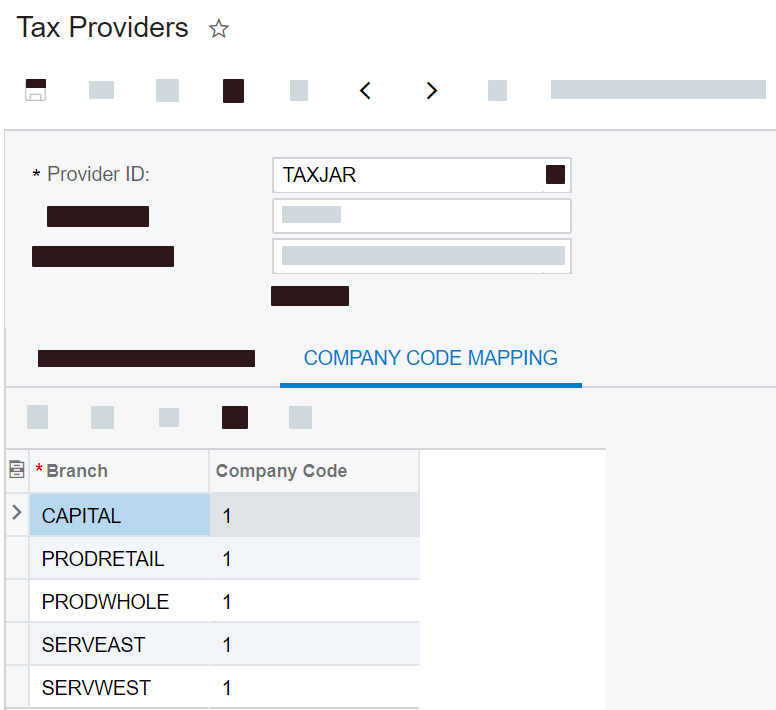 Tax Providers
* Provider ID: TAXJAR
COMPANY CODE MAPPING
* Branch Company Code
CAPITAL 1
PRODRETAIL 1
PRODWHOLE 1
SERVEAST 1
SERVWEST 1